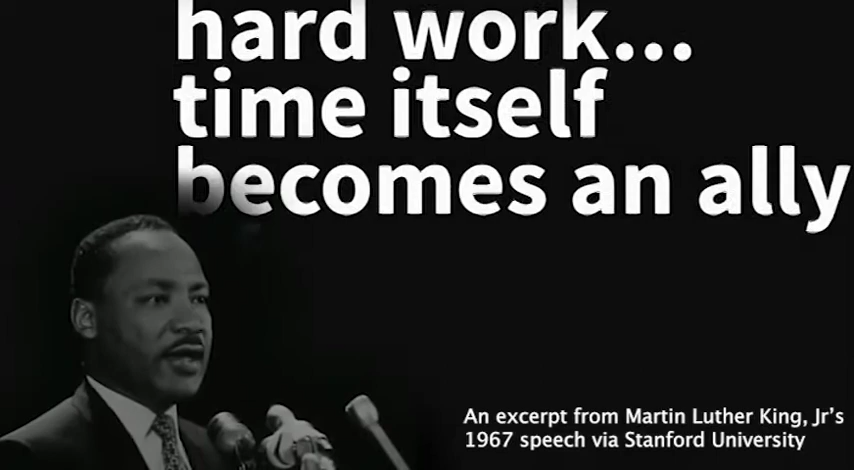 hard work...
time itself
becomes an ally
An excerpt from Martin Luther King, Jr's
1967 speech via Stanford University